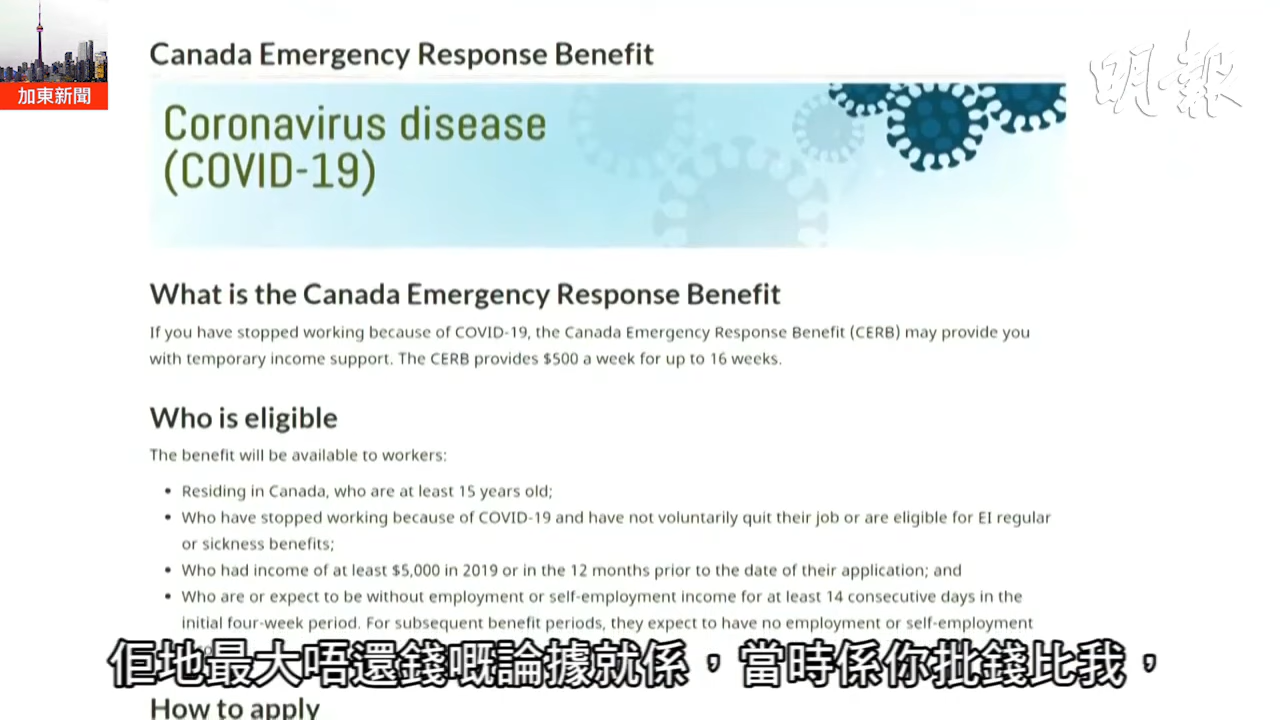 Canada Emergency Response Benefit
明報
Coronavirus disease
(COVID-19)
加東新聞
What is the Canada Emergency Response Benefit
If you have stopped working because of COVID-19, the Canada Emergency Response Benefit (CERB) may provide you
with temporary income support. The CERB provides $500 a week for up to 16 weeks.
Who is eligible
The benefit will be available to workers:
• Residing in Canada, who are at least 15 years old;
• Who have stopped working because of COVID-19 and have not voluntarily quit their job or are eligible for EI regular
or sickness benefits;
• Who had income of at least $5,000 in 2019 or in the 12 months prior to the date of their application; and
• Who are or expect to be without employment or self-employment income for at least 14 consecutive days in the
initial four-week period. For subsequent benefit periods, they expect to have no employment or self-employment
佢地最大唔還錢嘅論據就係，當時係你批錢比我，
How to apply